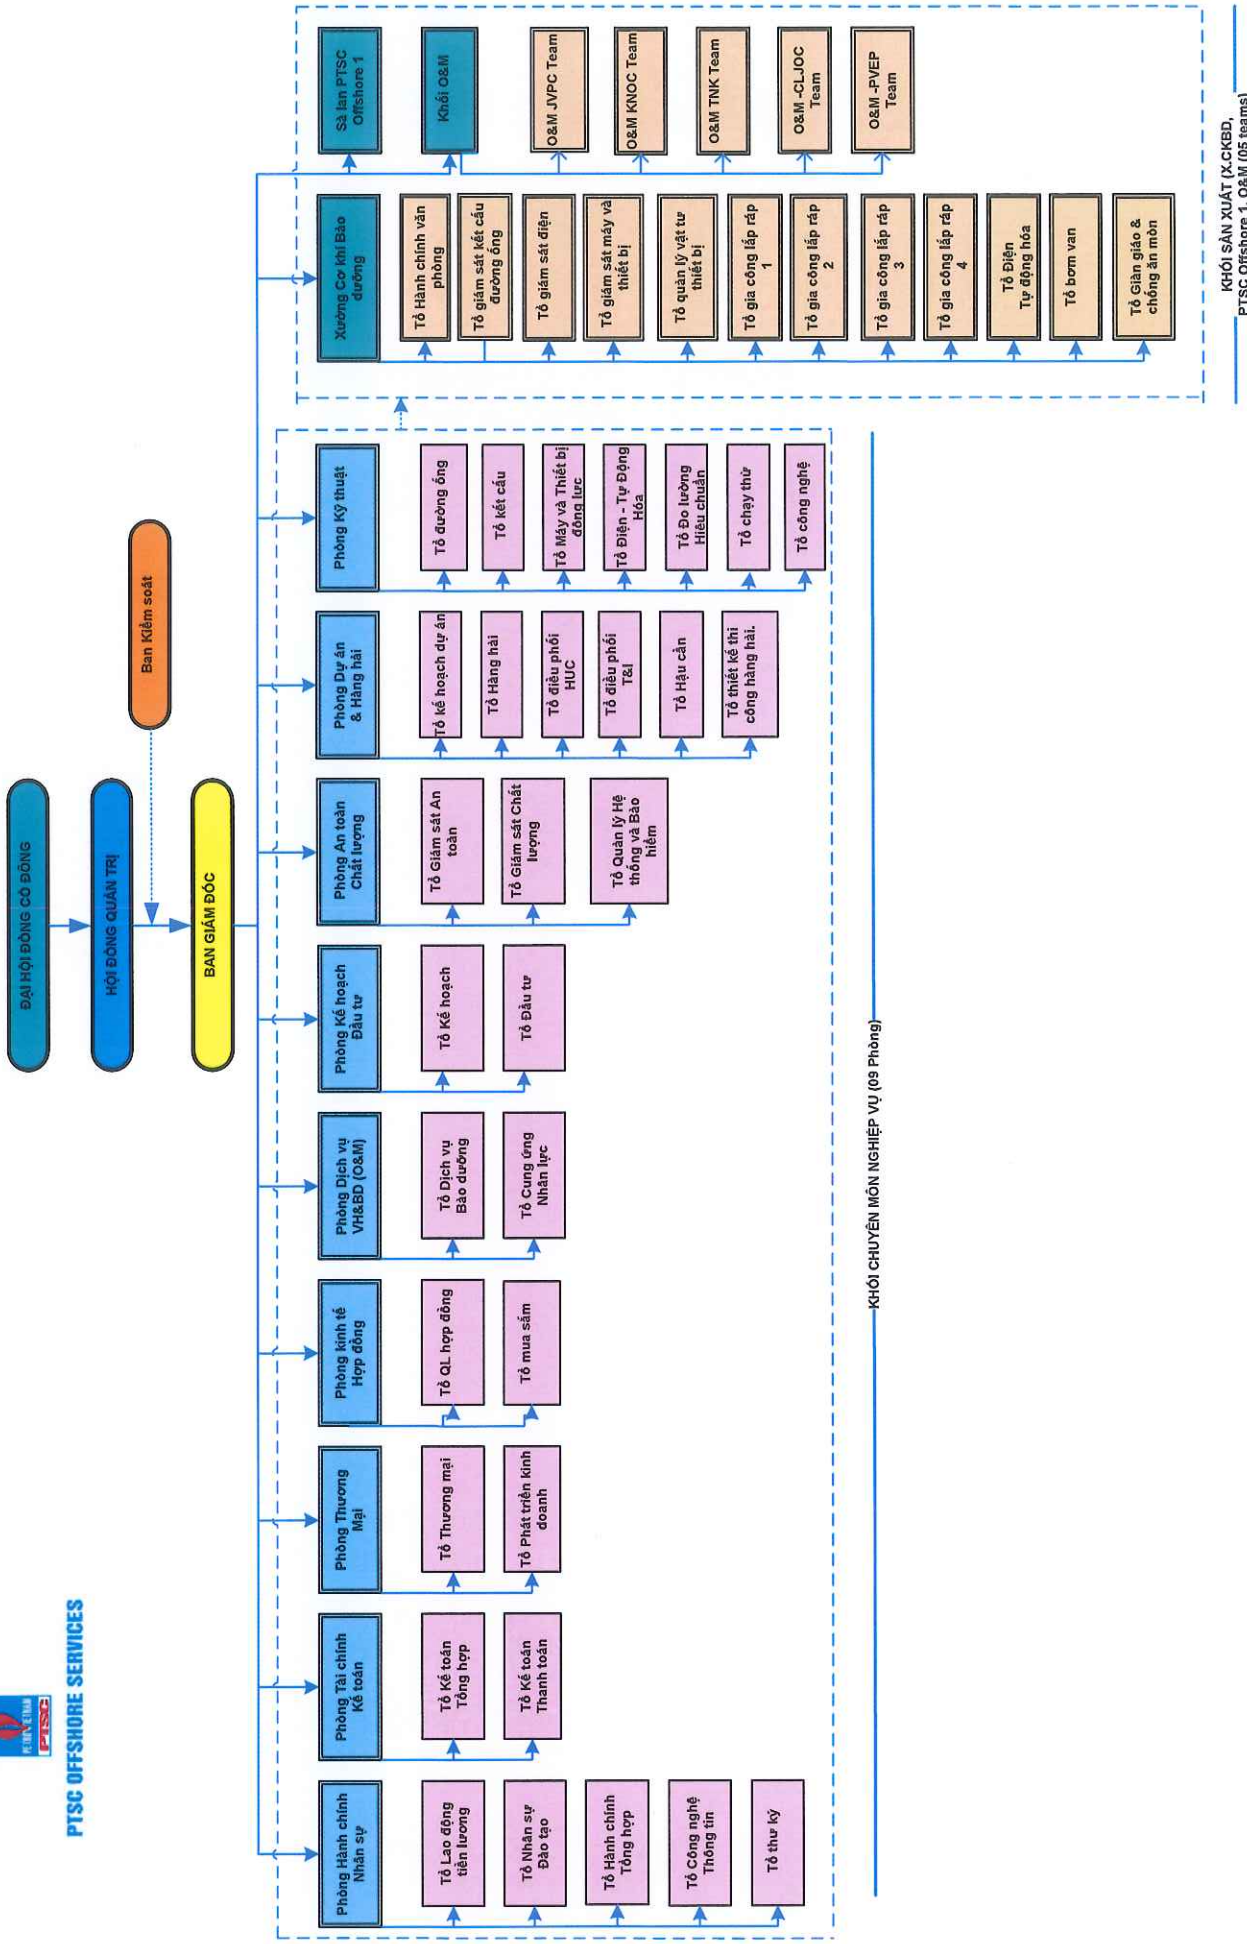 PETROVIETNAM
PTSC
PTSC OFFSHORE SERVICES
ĐẠI HỘI ĐỒNG CỔ ĐÔNG
HỘI ĐỒNG QUẢN TRỊ
Ban Kiểm soát
BAN GIÁM ĐỐC
Phòng Hành chính
Nhân sự
Tổ Lao động
tiền lương
Tổ Nhân sự
Đào tạo
Tổ Hành chính
Tổng hợp
Tổ Công nghệ
Thông tin
Tổ thư ký
Phòng Tài chính
Kế toán
Tổ Kế toán
Tổng hợp
Tổ Kế toán
Thanh toán
Phòng Thương
Mại
Tổ Thương mại
Tổ Phát triển kinh
doanh
Phòng kinh tế
Hợp đồng
Tổ QL hợp đồng
Tổ mua sắm
Phòng Dịch vụ
VH&BD (O&M)
Tổ Dịch vụ
Bảo dưỡng
Tổ Cung ứng
Nhân lực
Phòng Kế hoạch
Đầu tư
Tổ Kế hoạch
Tổ Đầu tư
Phòng An toàn
Chất lượng
Tổ Giám sát An
toàn
Tổ Giám sát Chất
lượng
Tổ Quản lý Hệ
thống và Bảo
hiểm
Phòng Dự án
& Hàng hải
Tổ kế hoạch dự án
Tổ Hàng hải
Tổ điều phối
HUC
Tổ điều phối
T&I
Tổ Hậu cần
Tổ thiết kế thi
công hàng hải.
Phòng Kỹ thuật
Tổ đường ống
Tổ kết cấu
Tổ Máy và Thiết bị
động lực
Tổ Điện - Tự Động
Hóa
Tổ Đo lường
Hiệu chuẩn
Tổ chạy thử
Tổ công nghệ
KHỐI CHUYÊN MÔN NGHIỆP VỤ (09 Phòng)
Xưởng Cơ khí Bảo
dưỡng
Tổ Hành chính văn
phòng
Tổ giám sát kết cấu
đường ống
Tổ giám sát điện
Tổ giám sát máy và
thiết bị
Tổ quản lý vật tư
thiết bị
Tổ gia công lắp ráp
1
Tổ gia công lắp ráp
2
Tổ gia công lắp ráp
3
Tổ gia công lắp ráp
4
Tổ Điện
Tự động hóa
Tổ bơm van
Tổ Giàn giáo &
chống ăn mòn
Sà lan PTSC
Offshore 1
Khối O&M
O&M JVPC Team
O&M KNOC Team
O&M TNK Team
O&M -CLJOC
Team
O&M -PVEP
Team
KHỐI SẢN XUẤT (X.CKBD,
PTSC Offshore 1, O&M (05 teams)